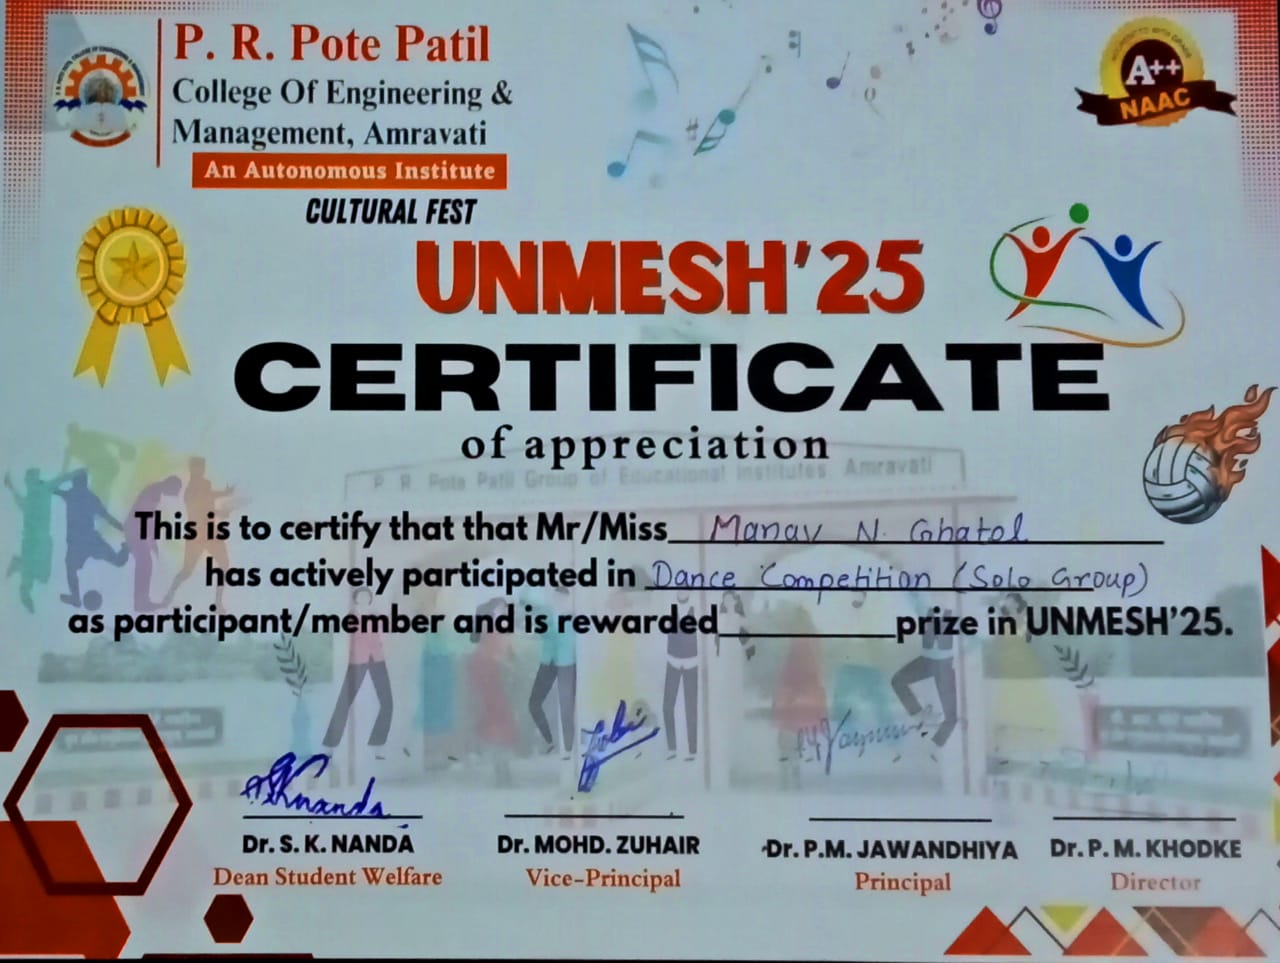 P. R. Pote Patil
College Of Engineering &
Management, Amravati
An Autonomous Institute
A++
NAAC
CULTURAL FEST
UNMESH'25
CERTIFICATE
of appreciation
P. R. Pote Patil Group of Educational Institutes, Amravati
This is to certify that that Mr/Miss Manav N. Ghatol
has actively participated in Dance Competition (Solo Group)
as participant/member and is rewarded prize in UNMESH'25.
Dr. S. K. NANDA Dr. MOHD. ZUHAIR Dr. P.M. JAWANDHIYA Dr. P. M. KHODKE
Dean Student Welfare Vice-Principal Principal Director